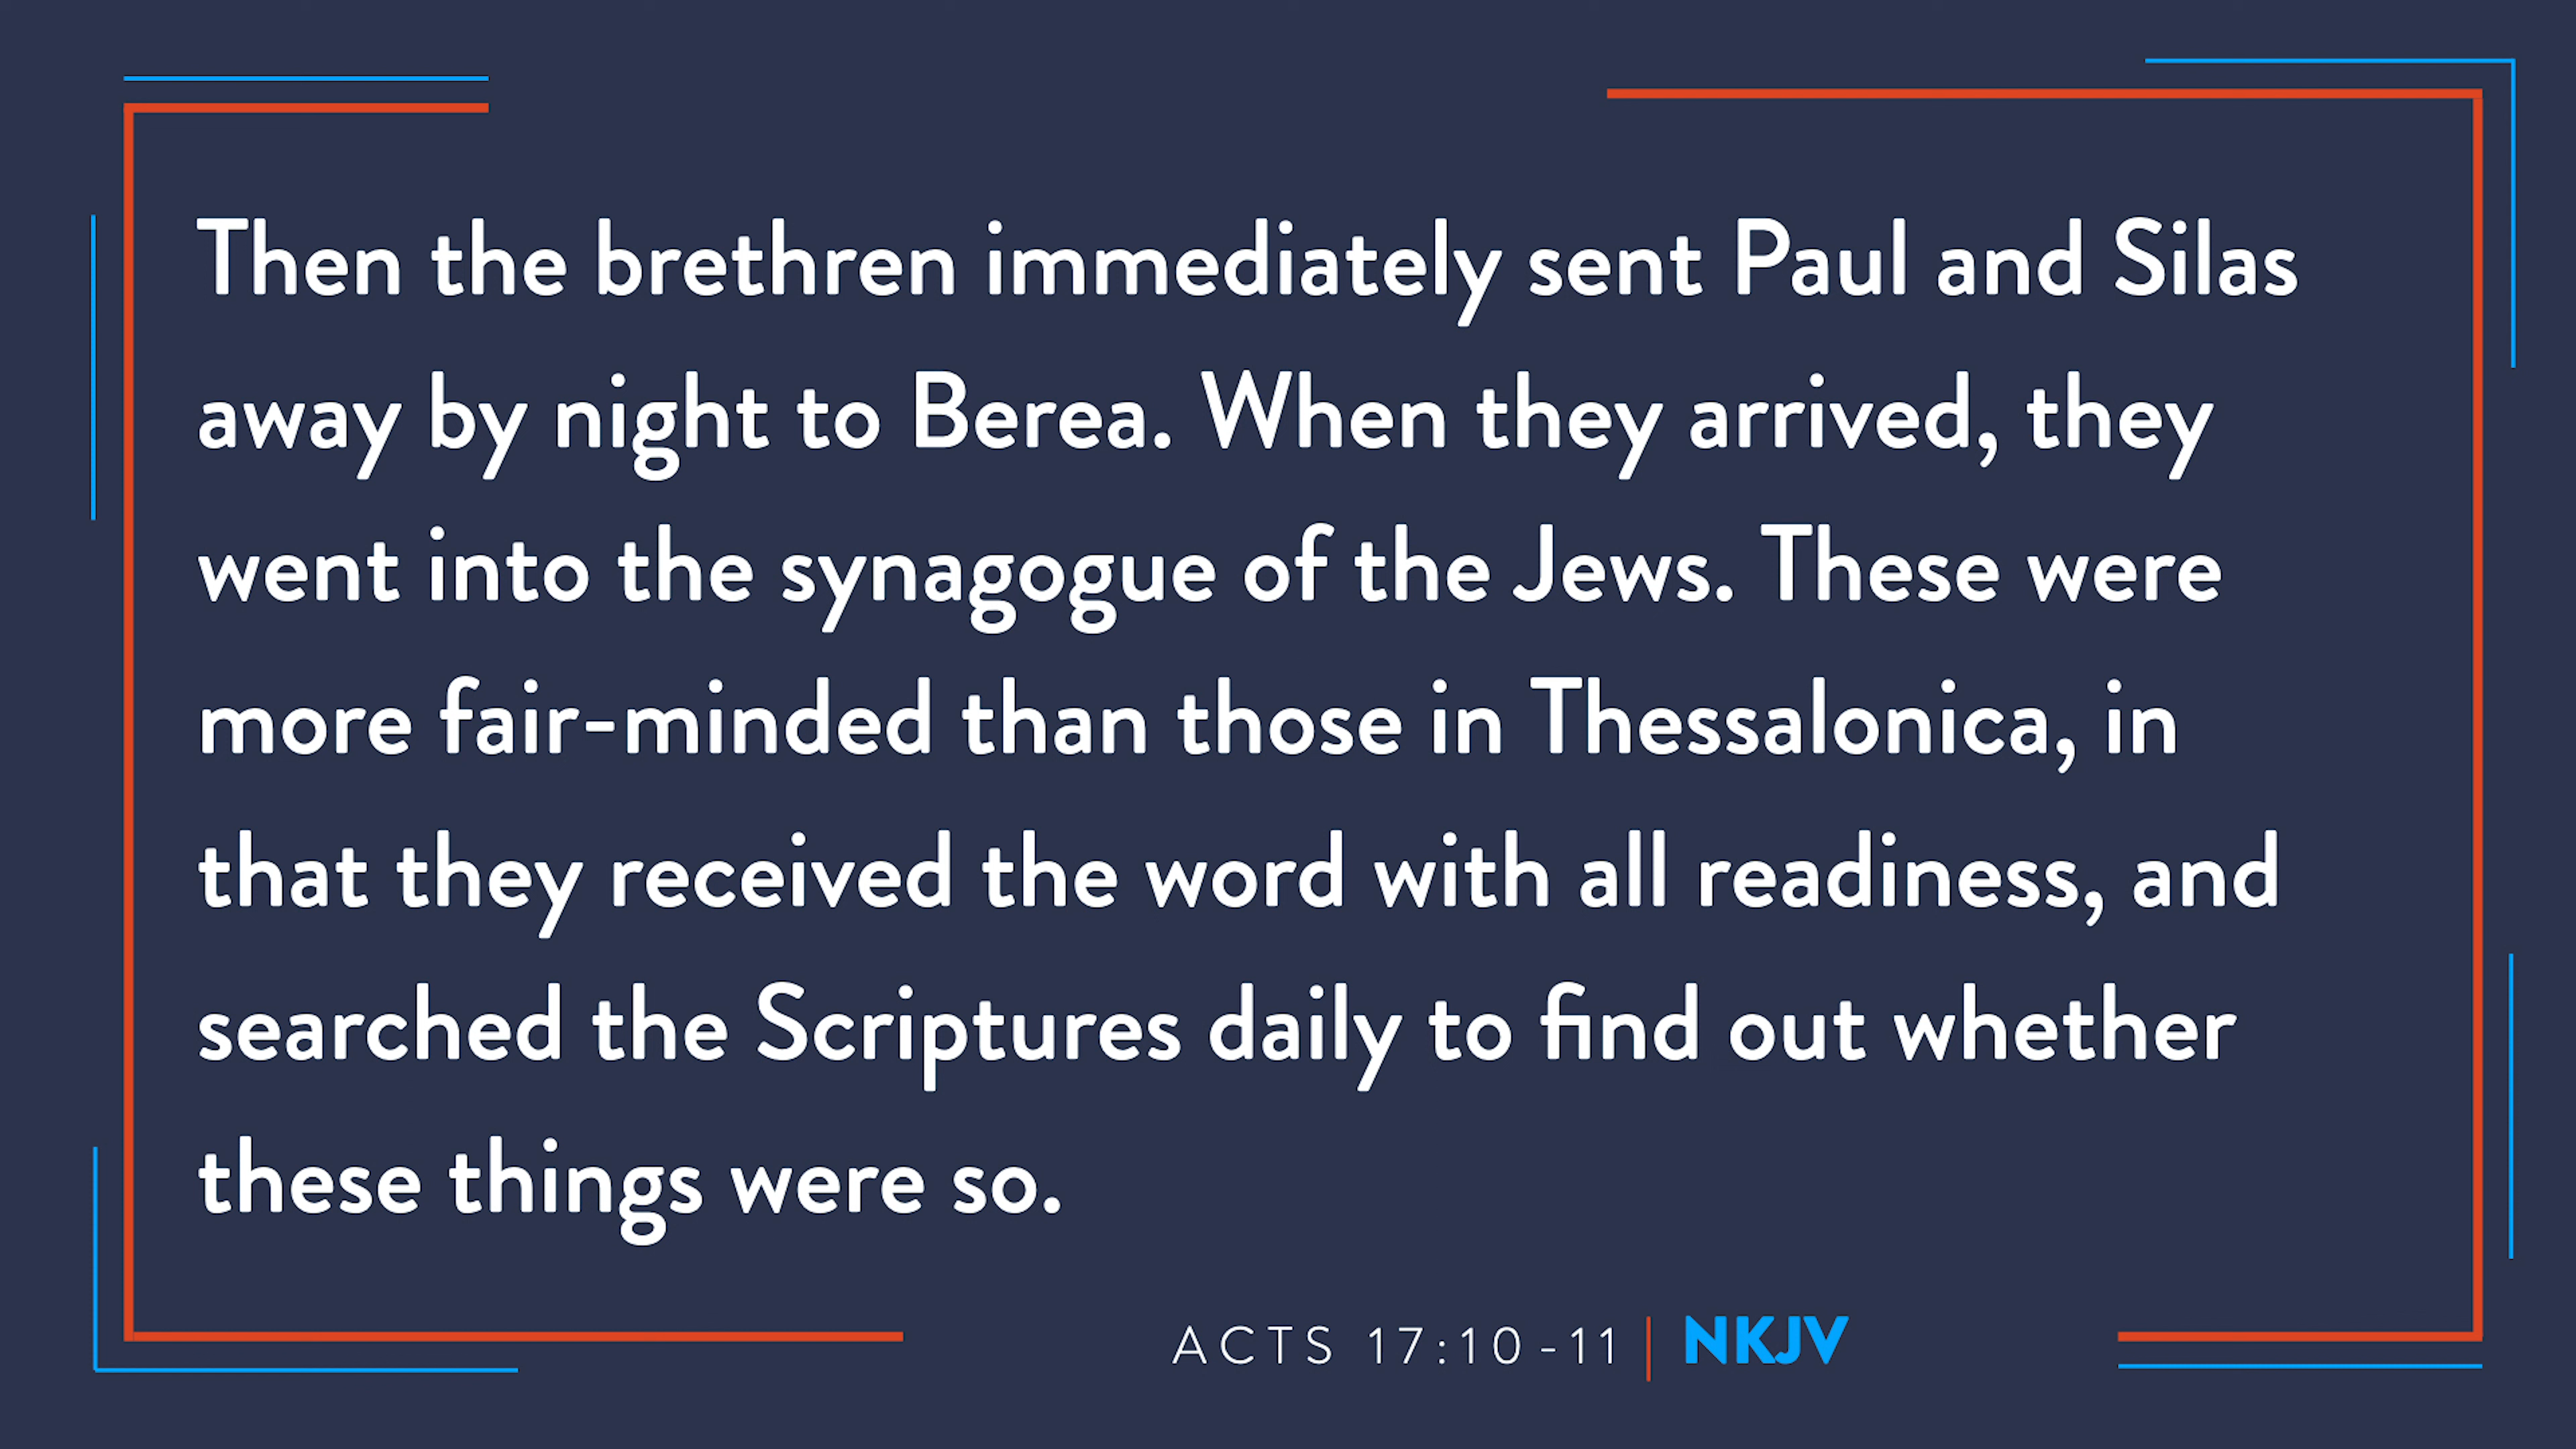 Then the brethren immediately sent Paul and Silas
away by night to Berea. When they arrived, they
went into the synagogue of the Jews. These were
more fair-minded than those in Thessalonica, in
that they received the word with all readiness, and
searched the Scriptures daily to find out whether
these things were so.
ACTS 17:10-11 | NKJV